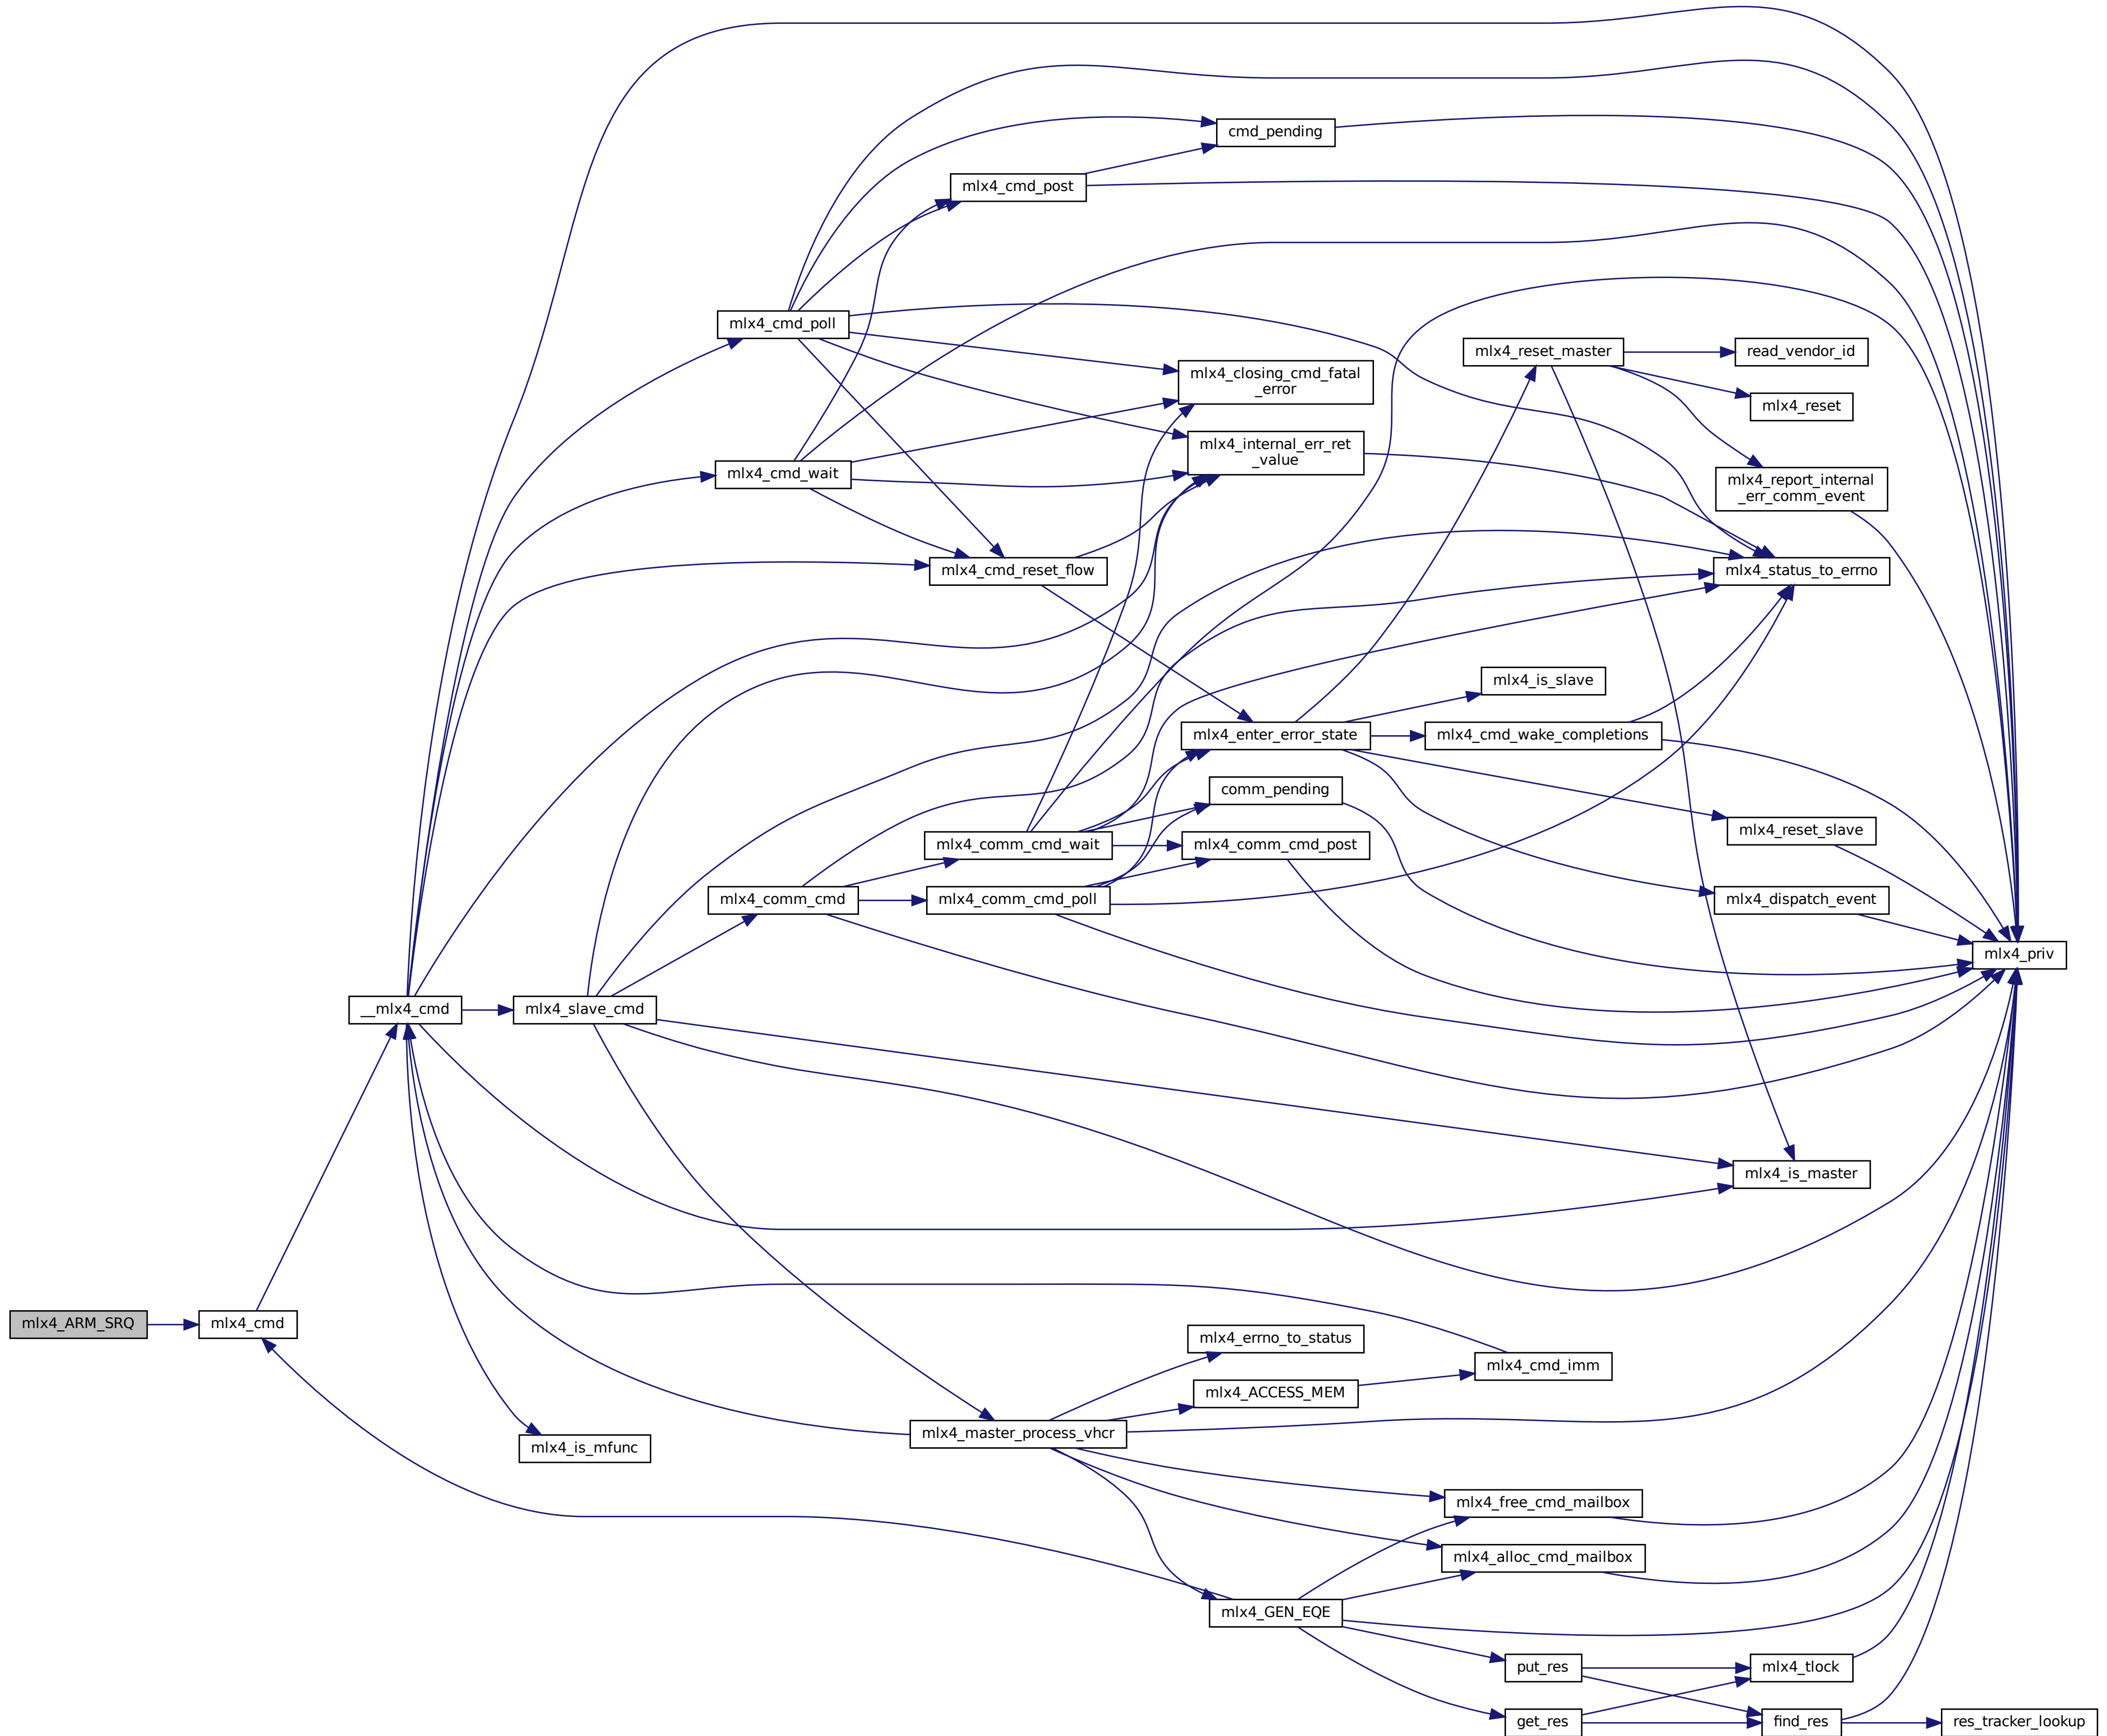 cmd_pending
mlx4_cmd_post
mlx4_cmd_poll
mlx4_reset_master
read_vendor_id
mlx4_closing_cmd_fatal
_error
mlx4_reset
mlx4_internal_err_ret
_value
mlx4_cmd_wait
mlx4_report_internal
_err_comm_event
mlx4_cmd_reset_flow
mlx4_status_to_errno
mlx4_is_slave
mlx4_enter_error_state
mlx4_cmd_wake_completions
comm_pending
mlx4_reset_slave
mlx4_comm_cmd_wait
mlx4_comm_cmd_post
mlx4_comm_cmd
mlx4_comm_cmd_poll
mlx4_dispatch_event
mlx4_priv
__mlx4_cmd
mlx4_slave_cmd
mlx4_is_master
mlx4_ARM_SRQ
mlx4_cmd
mlx4_errno_to_status
mlx4_cmd_imm
mlx4_ACCESS_MEM
mlx4_master_process_vhcr
mlx4_is_mfunc
mlx4_free_cmd_mailbox
mlx4_alloc_cmd_mailbox
mlx4_GEN_EQE
put_res
mlx4_tlock
get_res
find_res
res_tracker_lookup